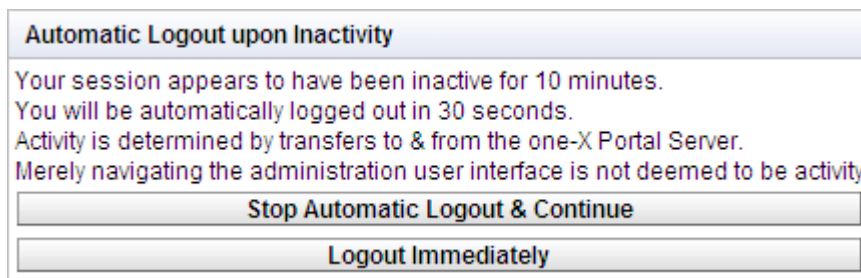 Automatic Logout upon Inactivity
Your session appears to have been inactive for 10 minutes.
You will be automatically logged out in 30 seconds.
Activity is determined by transfers to & from the one-X Portal Server.
Merely navigating the administration user interface is not deemed to be activity
Stop Automatic Logout & Continue
Logout Immediately